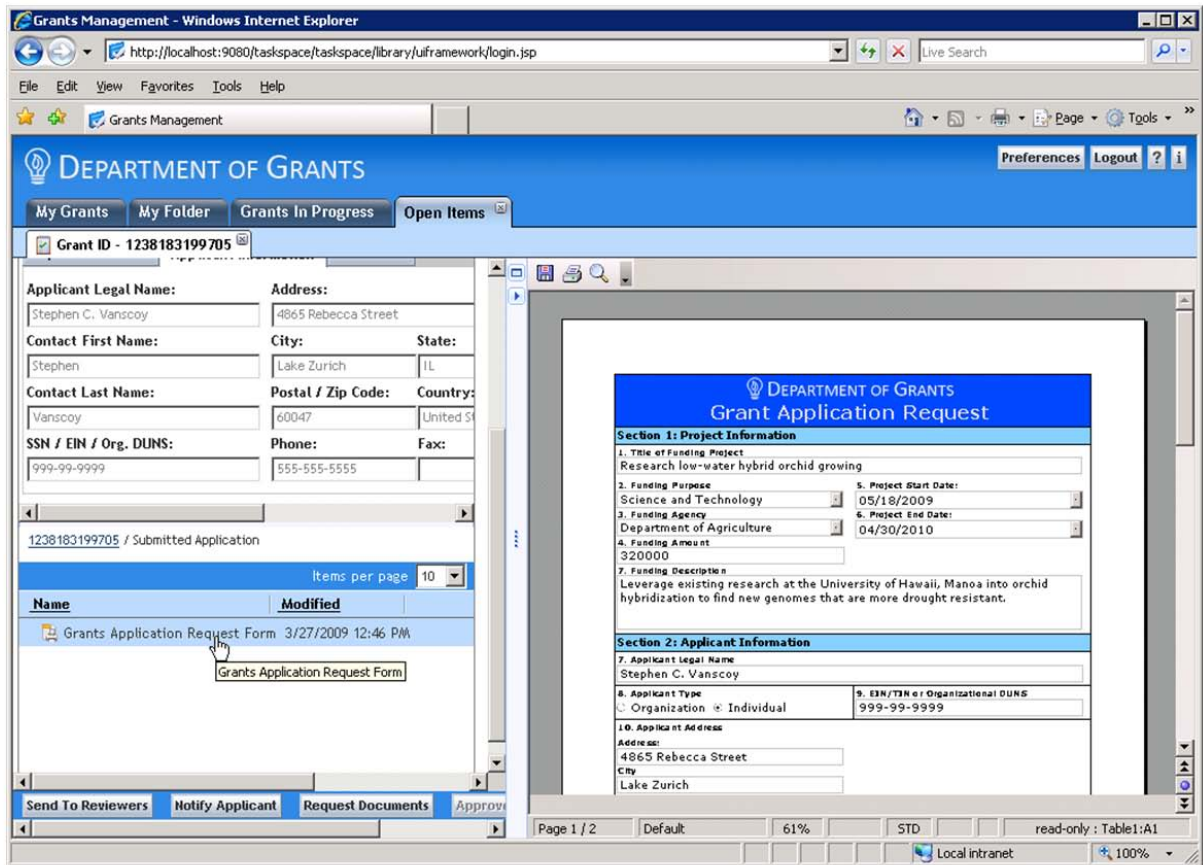 Grants Management - Windows Internet Explorer
http://localhost:9080/taskspace/taskspace/library/uiframework/login.jsp
Live Search
File Edit View Favorites Tools Help
Grants Management
Page Tools
DEPARTMENT OF GRANTS
Preferences Logout ? i
My Grants My Folder Grants In Progress Open Items
Grant ID - 1238183199705
Applicant Legal Name: Address:
Stephen C. Vanscoy 4865 Rebecca Street
Contact First Name: City: State:
Stephen Lake Zurich IL
Contact Last Name: Postal / Zip Code: Country:
Vanscoy 60047 United
SSN / EIN / Org. DUNS: Phone: Fax:
999-99-9999 555-555-5555
1238183199705 / Submitted Application
Items per page 10
Name Modified
Grants Application Request Form 3/27/2009 12:46 PM
Grants Application Request Form
Send To Reviewers Notify Applicant Request Documents Approv
DEPARTMENT OF GRANTS
Grant Application Request
Section 1: Project Information
1. Title of Funding Project
Research low-water hybrid orchid growing
2. Funding Purpose 5. Project Start Date:
Science and Technology 05/18/2009
3. Funding Agency 6. Project End Date:
Department of Agriculture 04/30/2010
4. Funding Amount
320000
7. Funding Description
Leverage existing research at the University of Hawaii, Manoa into orchid
hybridization to find new genomes that are more drought resistant.
Section 2: Applicant Information
7. Applicant Legal Name
Stephen C. Vanscoy
8. Applicant Type 9. EIN/TIN or Organizational DUNS
Organization Individual 999-99-9999
10. Applicant Address
Address:
4865 Rebecca Street
City
Lake Zurich
Page 1 / 2 Default 61% STD read-only : Table1:A1
Local intranet 100%